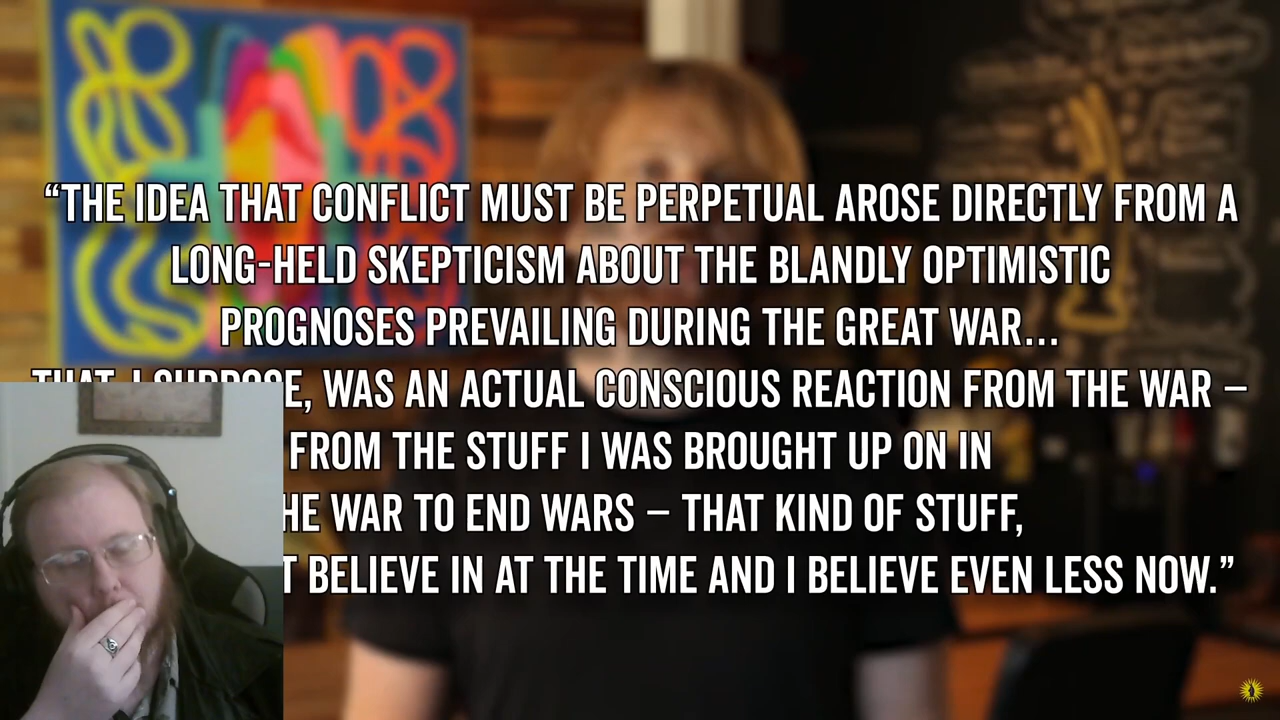 “THE IDEA THAT CONFLICT MUST BE PERPETUAL AROSE DIRECTLY FROM A
LONG-HELD SKEPTICISM ABOUT THE BLANDLY OPTIMISTIC
PROGNOSES PREVAILING DURING THE GREAT WAR...
WAS AN ACTUAL CONSCIOUS REACTION FROM THE WAR –
FROM THE STUFF I WAS BROUGHT UP ON IN
WAR TO END WARS – THAT KIND OF STUFF,
BELIEVE IN AT THE TIME AND I BELIEVE EVEN LESS NOW.”